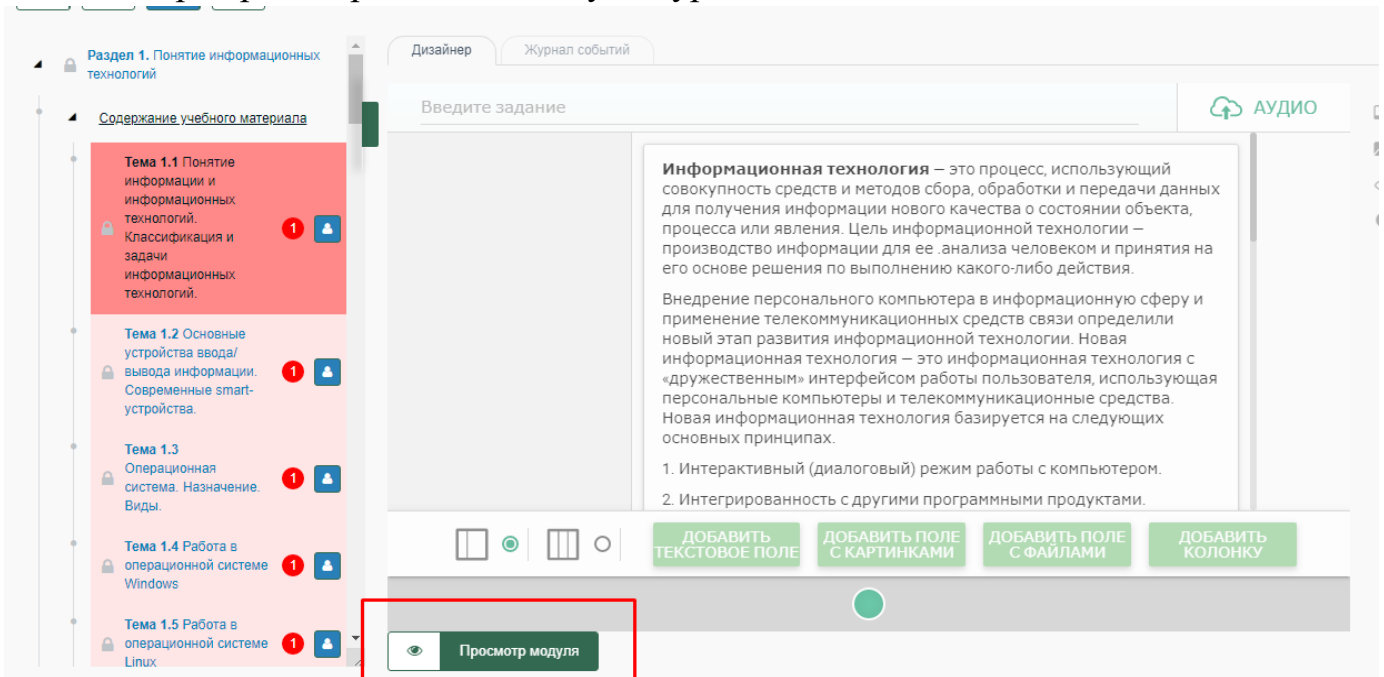 Раздел 1. Понятие информационных
технологий
Содержание учебного материала
Тема 1.1 Понятие
информации и
информационных
технологий.
Классификация и
задачи
информационных
технологий.
1
Тема 1.2 Основные
устройства ввода/
вывода информации.
Современные smart-
устройства.
1
Тема 1.3
Операционная
система. Назначение.
Виды.
1
Тема 1.4 Работа в
операционной системе
Windows
1
Тема 1.5 Работа в
операционной системе
Linux
1
Дизайнер
Журнал событий
Введите задание
АУДИО
Информационная технология – это процесс, использующий
совокупность средств и методов сбора, обработки и передачи данных
для получения информации нового качества о состоянии объекта,
процесса или явления. Цель информационной технологии –
производство информации для ее .анализа человеком и принятия на
его основе решения по выполнению какого-либо действия.
Внедрение персонального компьютера в информационную сферу и
применение телекоммуникационных средств связи определили
новый этап развития информационной технологии. Новая
информационная технология – это информационная технология с
«дружественным» интерфейсом работы пользователя, использующая
персональные компьютеры и телекоммуникационные средства.
Новая информационная технология базируется на следующих
основных принципах.
1. Интерактивный (диалоговый) режим работы с компьютером.
2. Интегрированность с другими программными продуктами.
ДОБАВИТЬ
ТЕКСТОВОЕ ПОЛЕ
ДОБАВИТЬ ПОЛЕ
С КАРТИНКАМИ
ДОБАВИТЬ ПОЛЕ
С ФАЙЛАМИ
ДОБАВИТЬ
КОЛОНКУ
Просмотр модуля